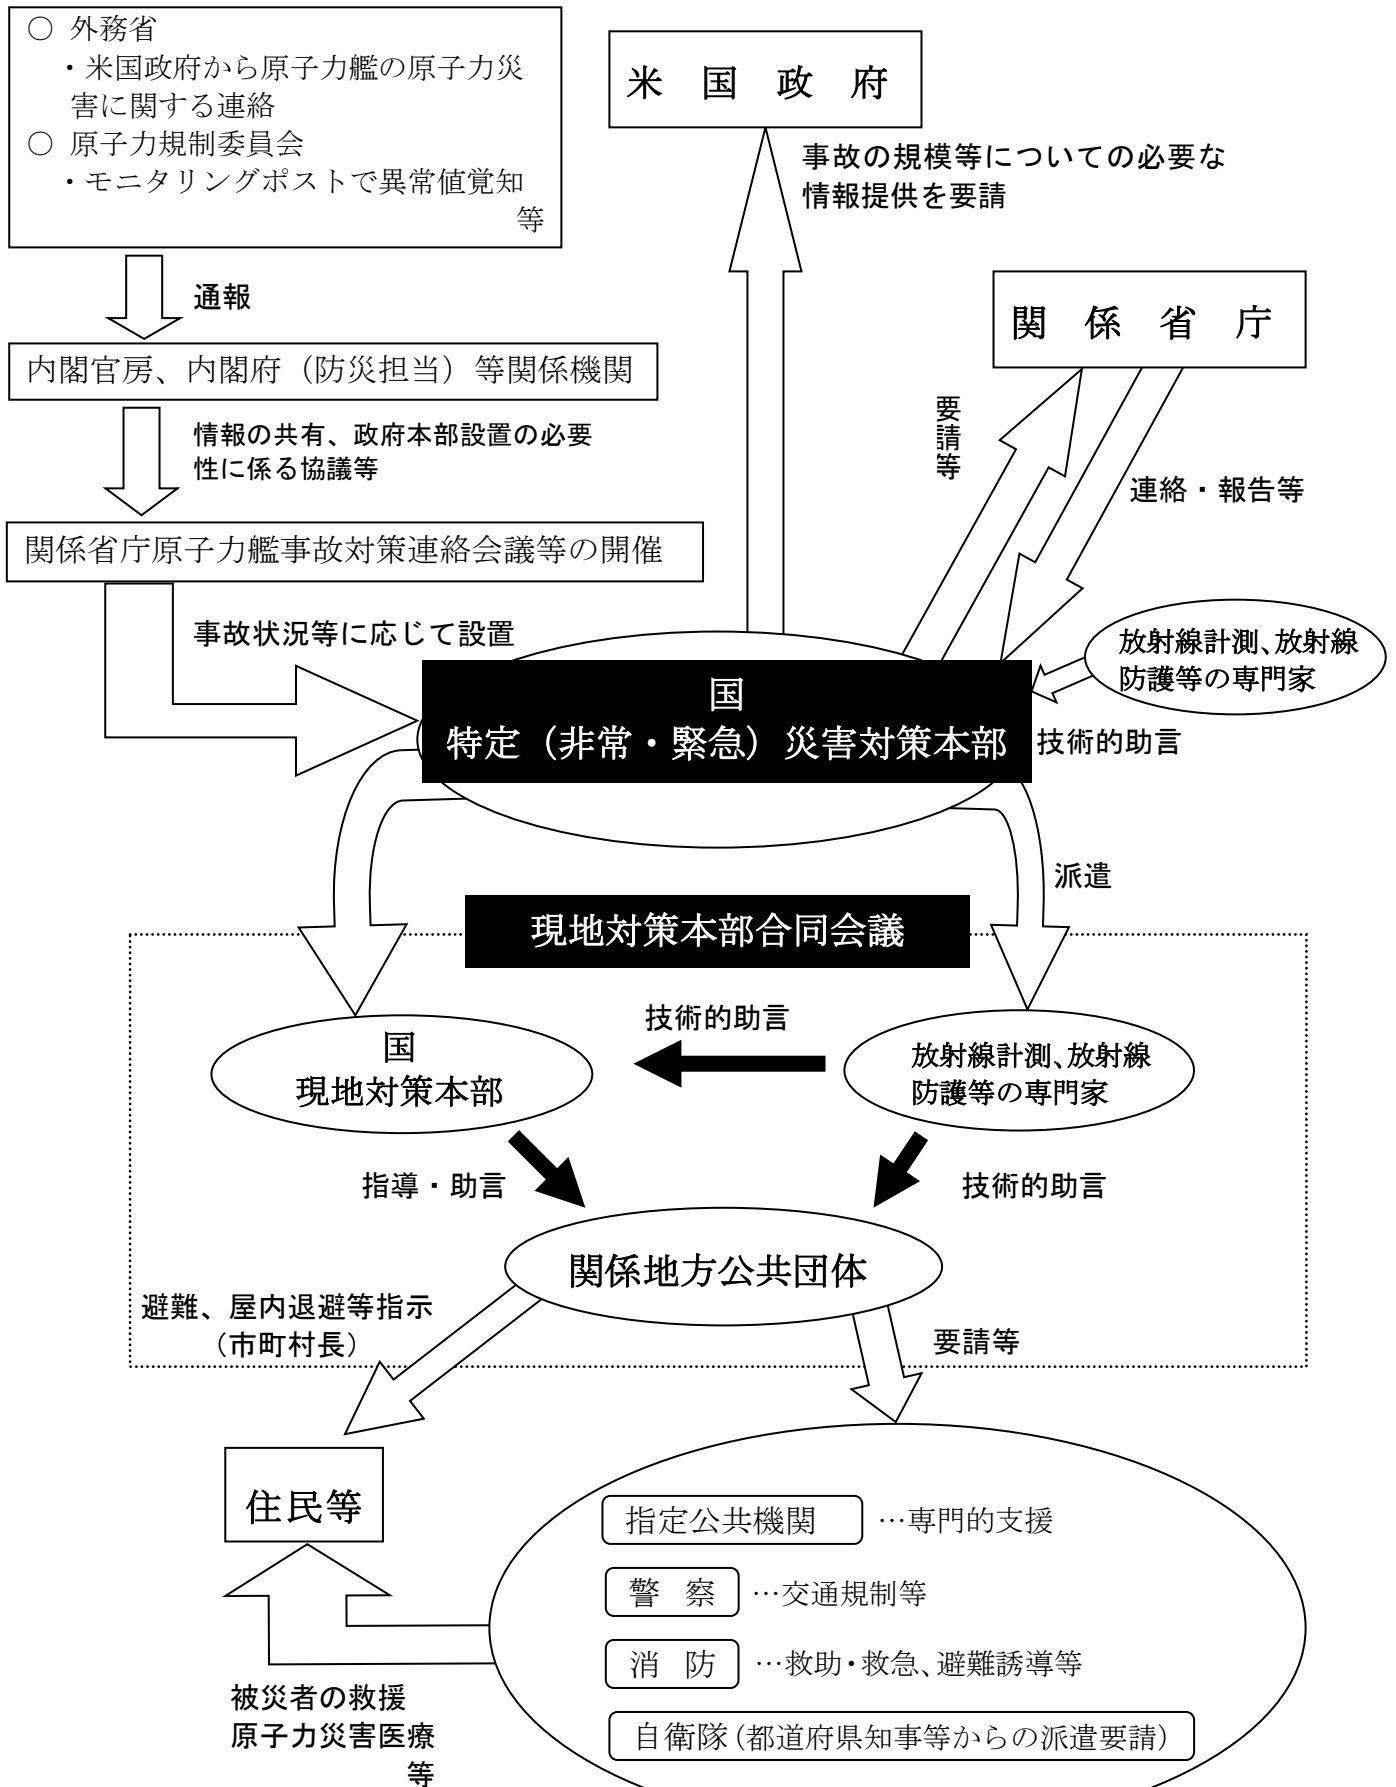 ○ 外務省
・米国政府から原子力艦の原子力災
害に関する連絡
○ 原子力規制委員会
・モニタリングポストで異常値覚知
等
米 国 政 府
事故の規模等についての必要な
情報提供を要請
通報
関 係 省 庁
内閣官房、内閣府（防災担当）等関係機関
要請等
情報の共有、政府本部設置の必要
性に係る協議等
連絡・報告等
関係省庁原子力艦事故対策連絡会議等の開催
事故状況等に応じて設置
放射線計測、放射線
防護等の専門家
国
特定（非常・緊急）災害対策本部
技術的助言
派遣
現地対策本部合同会議
技術的助言
国
現地対策本部
放射線計測、放射線
防護等の専門家
指導・助言
技術的助言
関係地方公共団体
避難、屋内退避等指示
（市町村長）
要請等
住民等
指定公共機関 …専門的支援
警 察 …交通規制等
消 防 …救助・救急、避難誘導等
自衛隊（都道府県知事等からの派遣要請）
被災者の救援
原子力災害医療
等